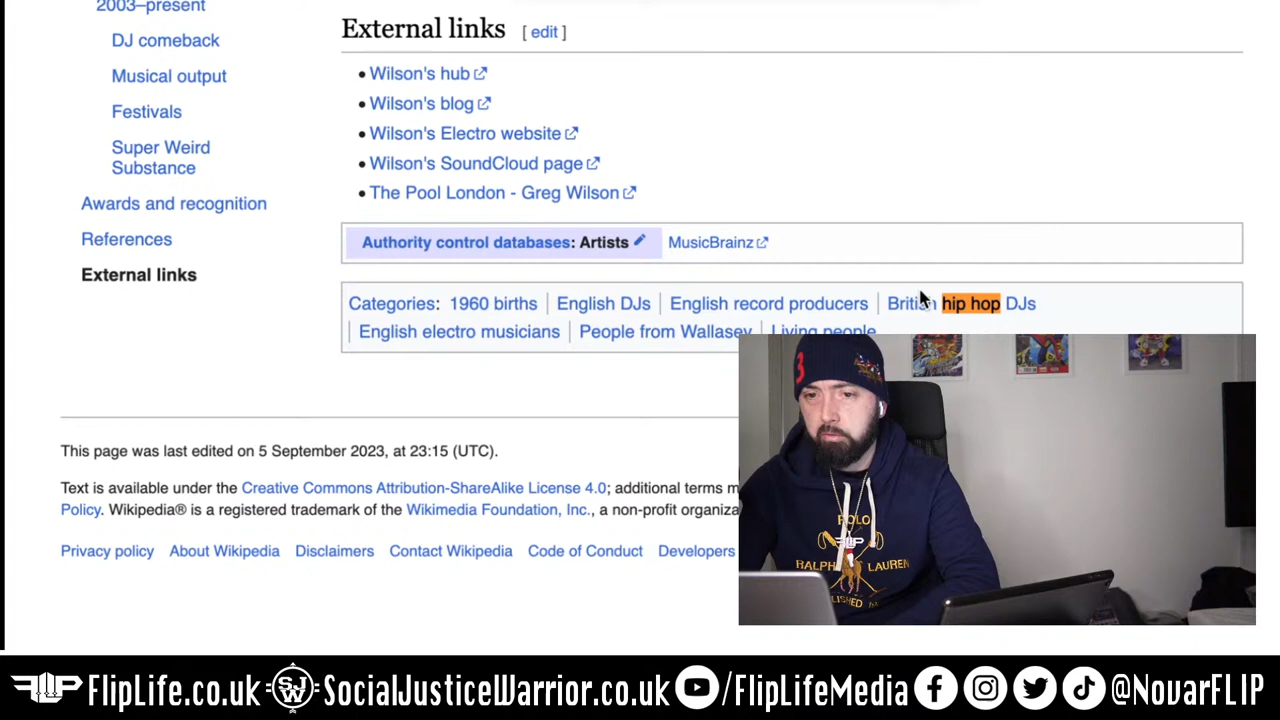 2003–present
DJ comeback
Musical output
Festivals
Super Weird
Substance
Awards and recognition
References
External links
External links [ edit ]
Wilson's hub
Wilson's blog
Wilson's Electro website
Wilson's SoundCloud page
The Pool London - Greg Wilson
Authority control databases: Artists MusicBrainz
Categories: 1960 births | English DJs | English record producers | British hip hop DJs
| English electro musicians | People from Wallasey | Living people
This page was last edited on 5 September 2023, at 23:15 (UTC).
Text is available under the Creative Commons Attribution-ShareAlike License 4.0; additional terms m
Policy. Wikipedia® is a registered trademark of the Wikimedia Foundation, Inc., a non-profit organiza
Privacy policy About Wikipedia Disclaimers Contact Wikipedia Code of Conduct Developers
3
POLO
FLIP
RALPH LAUREN
FLIP FlipLife.co.uk SJW SocialJusticeWarrior.co.uk /FlipLifeMedia @NovarFLIP